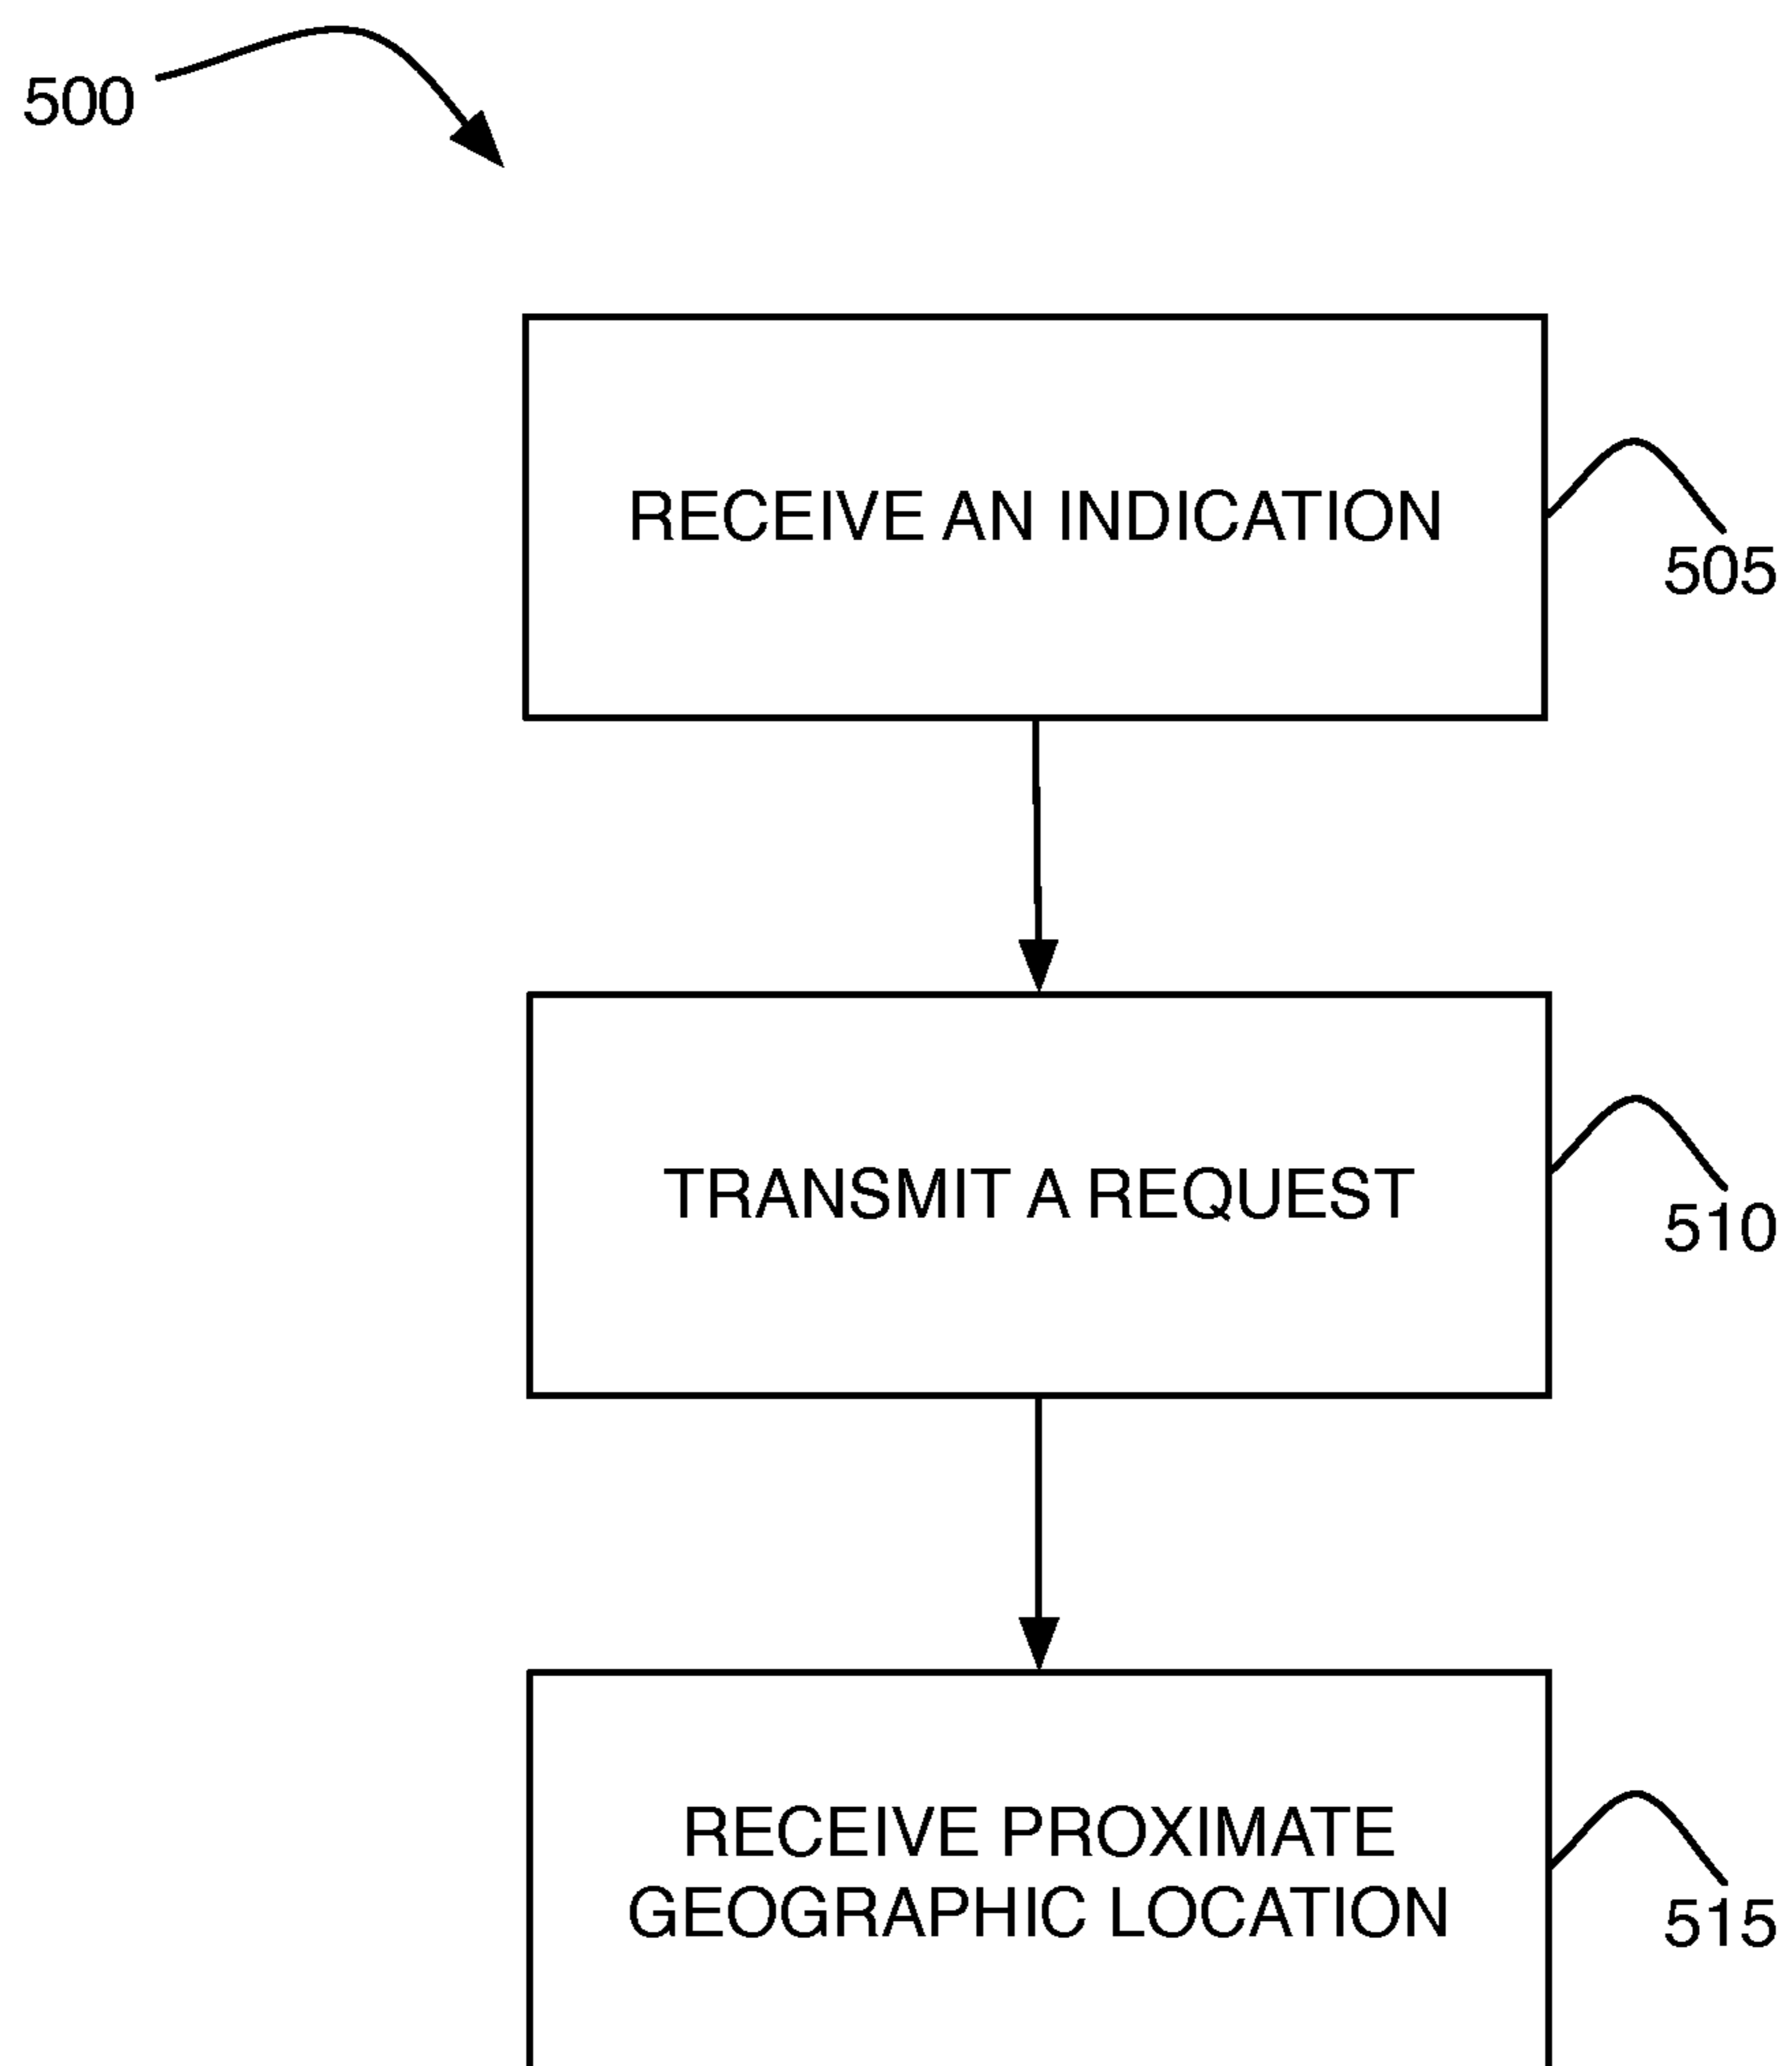 500
RECEIVE AN INDICATION
505
TRANSMIT A REQUEST
510
RECEIVE PROXIMATE
GEOGRAPHIC LOCATION
515